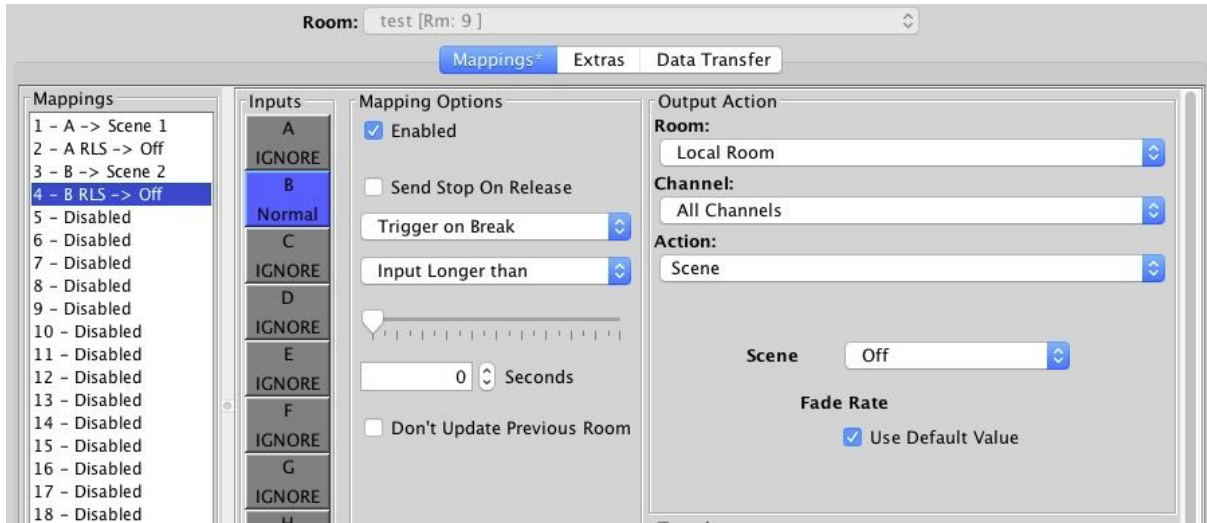 Room: test [Rm: 9 ]
Mappings* Extras Data Transfer
Mappings
1 - A -> Scene 1
2 - A RLS -> Off
3 - B -> Scene 2
4 - B RLS -> Off
5 - Disabled
6 - Disabled
7 - Disabled
8 - Disabled
9 - Disabled
10 - Disabled
11 - Disabled
12 - Disabled
13 - Disabled
14 - Disabled
15 - Disabled
16 - Disabled
17 - Disabled
18 - Disabled
Inputs
A
IGNORE
B
Normal
C
IGNORE
D
IGNORE
E
IGNORE
F
IGNORE
G
IGNORE
H
Mapping Options
Enabled
Send Stop On Release
Trigger on Break
Input Longer than
0 Seconds
Don't Update Previous Room
Output Action
Room:
Local Room
Channel:
All Channels
Action:
Scene
Scene Off
Fade Rate
Use Default Value